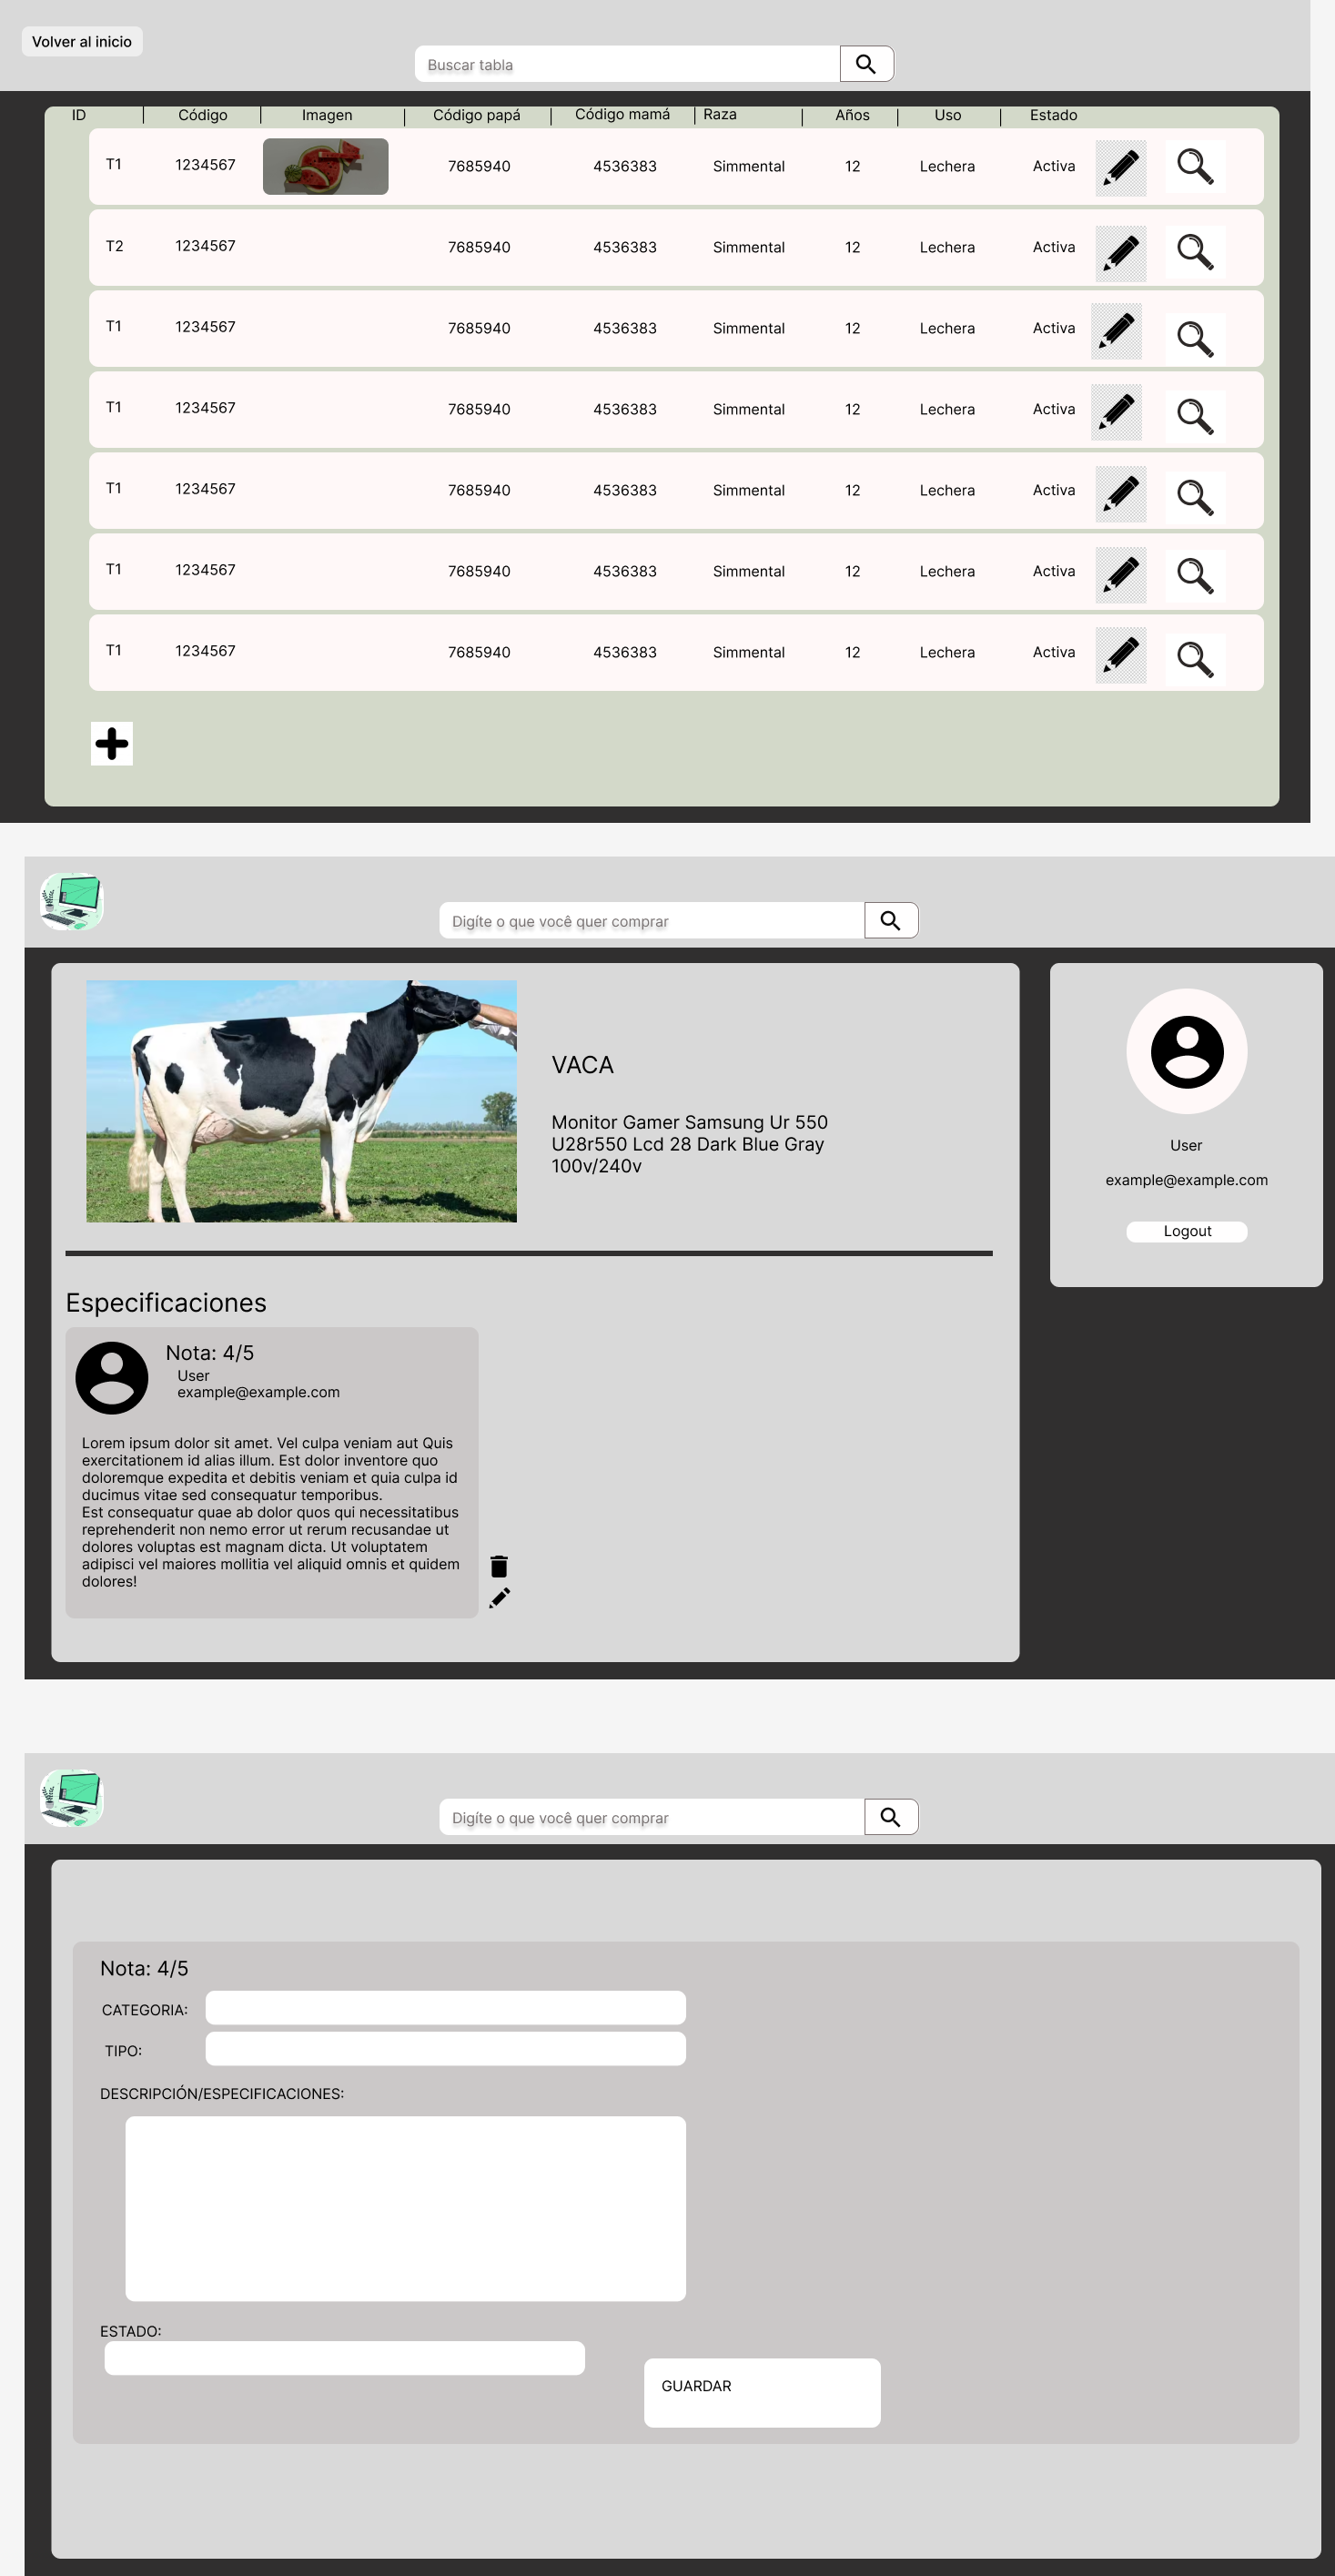 Volver al inicio
Buscar tabla
ID | Código | Imagen | Código papá | Código mamá | Raza | Años | Uso | Estado
T1 1234567 7685940 4536383 Simmental 12 Lechera Activa
T2 1234567 7685940 4536383 Simmental 12 Lechera Activa
T1 1234567 7685940 4536383 Simmental 12 Lechera Activa
T1 1234567 7685940 4536383 Simmental 12 Lechera Activa
T1 1234567 7685940 4536383 Simmental 12 Lechera Activa
T1 1234567 7685940 4536383 Simmental 12 Lechera Activa
T1 1234567 7685940 4536383 Simmental 12 Lechera Activa
Digíte o que você quer comprar
VACA
Monitor Gamer Samsung Ur 550
U28r550 Lcd 28 Dark Blue Gray
100v/240v
User
example@example.com
Logout
Especificaciones
Nota: 4/5
User
example@example.com
Lorem ipsum dolor sit amet. Vel culpa veniam aut Quis
exercitationem id alias illum. Est dolor inventore quo
doloremque expedita et debitis veniam et quia culpa id
ducimus vitae sed consequatur temporibus.
Est consequatur quae ab dolor quos qui necessitatibus
reprehenderit non nemo error ut rerum recusandae ut
dolores voluptas est magnam dicta. Ut voluptatem
adipisci vel maiores mollitia vel aliquid omnis et quidem
dolores!
Digíte o que você quer comprar
Nota: 4/5
CATEGORIA:
TIPO:
DESCRIPCIÓN/ESPECIFICACIONES:
ESTADO:
GUARDAR